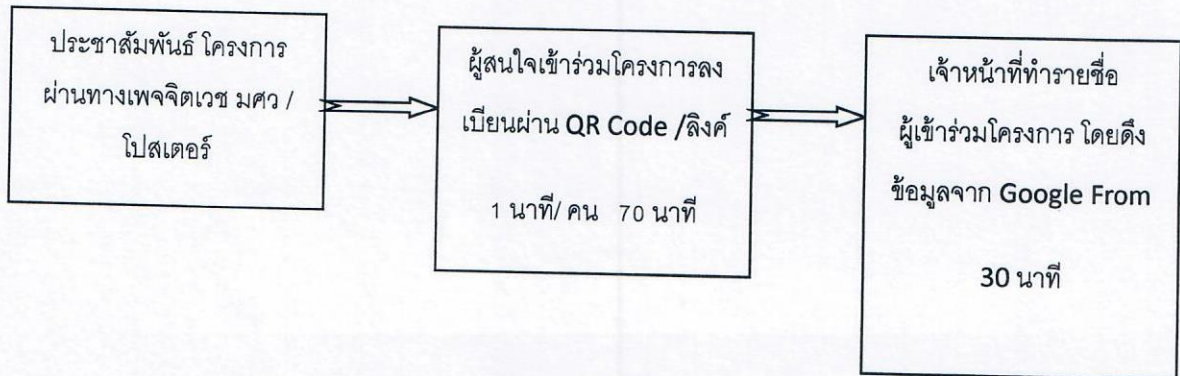 ประชาสัมพันธ์ โครงการ
ผ่านทางเพจจิตเวช มศว /
โปสเตอร์
ผู้สนใจเข้าร่วมโครงการลง
เบียนผ่าน QR Code /ลิงค์
1 นาที/ คน 70 นาที
เจ้าหน้าที่ทำรายชื่อ
ผู้เข้าร่วมโครงการ โดยดึง
ข้อมูลจาก Google From
30 นาที